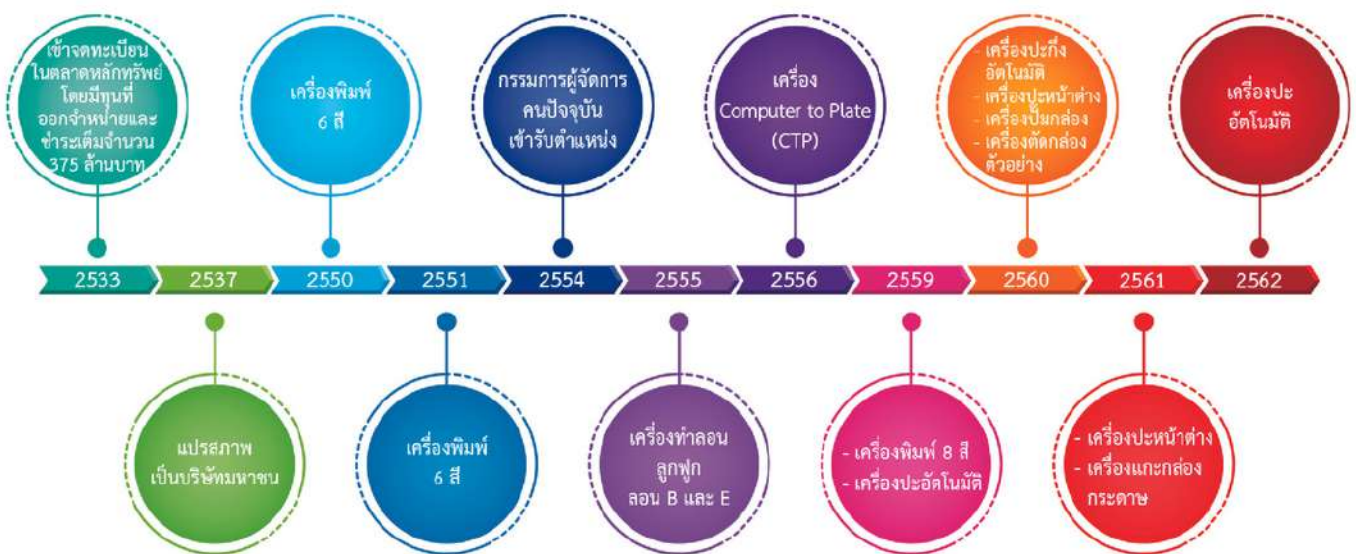 เข้าจดทะเบียน
ในตลาดหลักทรัพย์
โดยมีทุนที่
ออกจำหน่ายและ
ชำระเต็มจำนวน
375 ล้านบาท
เครื่องพิมพ์
6 สี
กรรมการผู้จัดการ
คนปัจจุบัน
เข้ารับตำแหน่ง
เครื่อง
Computer to Plate
(CTP)
- เครื่องปะกึ่ง
อัตโนมัติ
- เครื่องปะหน้าต่าง
- เครื่องปั๊มกล่อง
- เครื่องตัดกล่อง
ตัวอย่าง
เครื่องปะ
อัตโนมัติ
2533 2537 2550 2551 2554 2555 2556 2559 2560 2561 2562
แปรสภาพ
เป็นบริษัทมหาชน
เครื่องพิมพ์
6 สี
เครื่องทำลอน
ลูกฟูก
ลอน B และ E
- เครื่องพิมพ์ 8 สี
- เครื่องปะอัตโนมัติ
- เครื่องปะหน้าต่าง
- เครื่องแกะกล่อง
กระดาษ